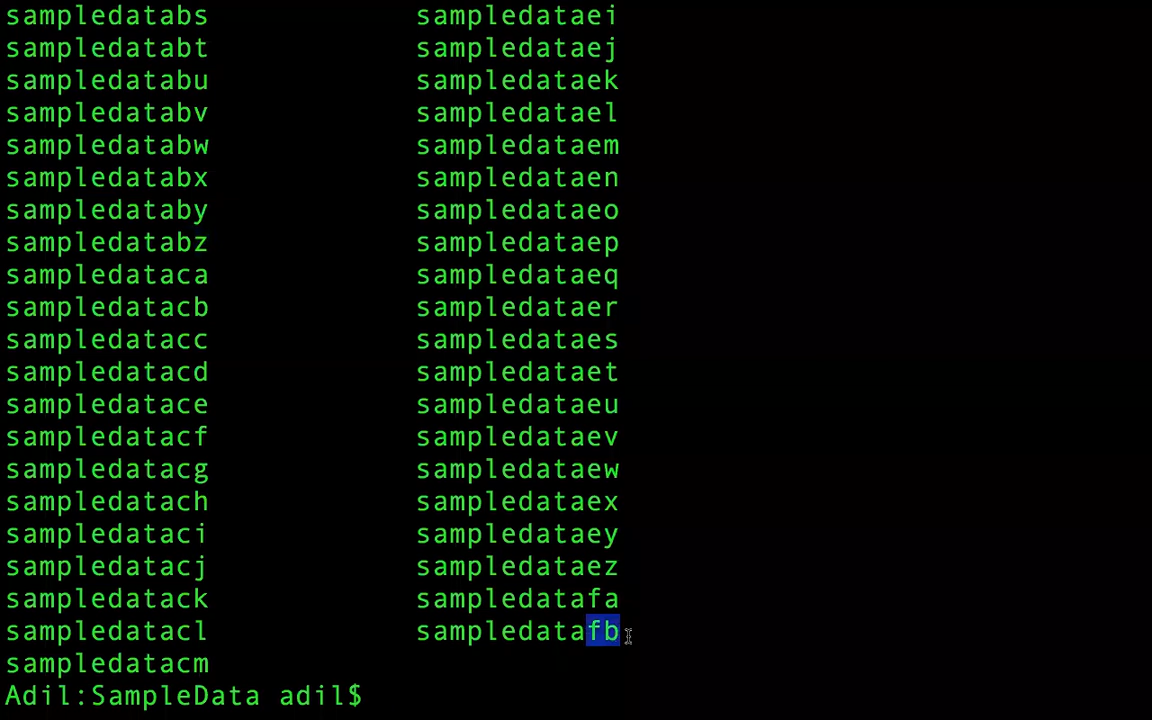 sampledatabs sampledataei
sampledatabt sampledataej
sampledatabu sampledataek
sampledatabv sampledatael
sampledatabw sampledataem
sampledatabx sampledataen
sampledataby sampledataeo
sampledatabz sampledataep
sampledataca sampledataeq
sampledatacb sampledataer
sampledatacc sampledataes
sampledatacd sampledataet
sampledatace sampledataeu
sampledatacf sampledataev
sampledatacg sampledataew
sampledatach sampledataex
sampledataci sampledataey
sampledatacj sampledataez
sampledatack sampledatafa
sampledatacl sampledatafb
sampledatacm
Adil:SampleData adil$